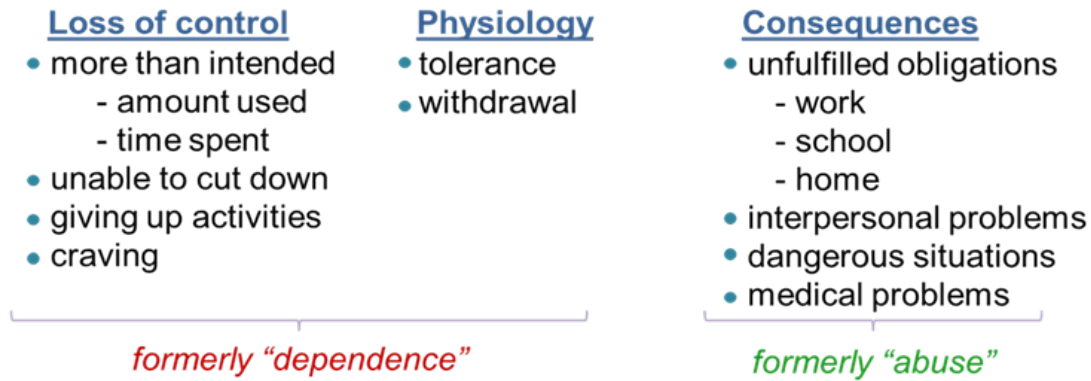 Loss of control
• more than intended
- amount used
- time spent
• unable to cut down
• giving up activities
• craving
Physiology
• tolerance
• withdrawal
formerly “dependence”
Consequences
• unfulfilled obligations
- work
- school
- home
• interpersonal problems
• dangerous situations
• medical problems
formerly “abuse”